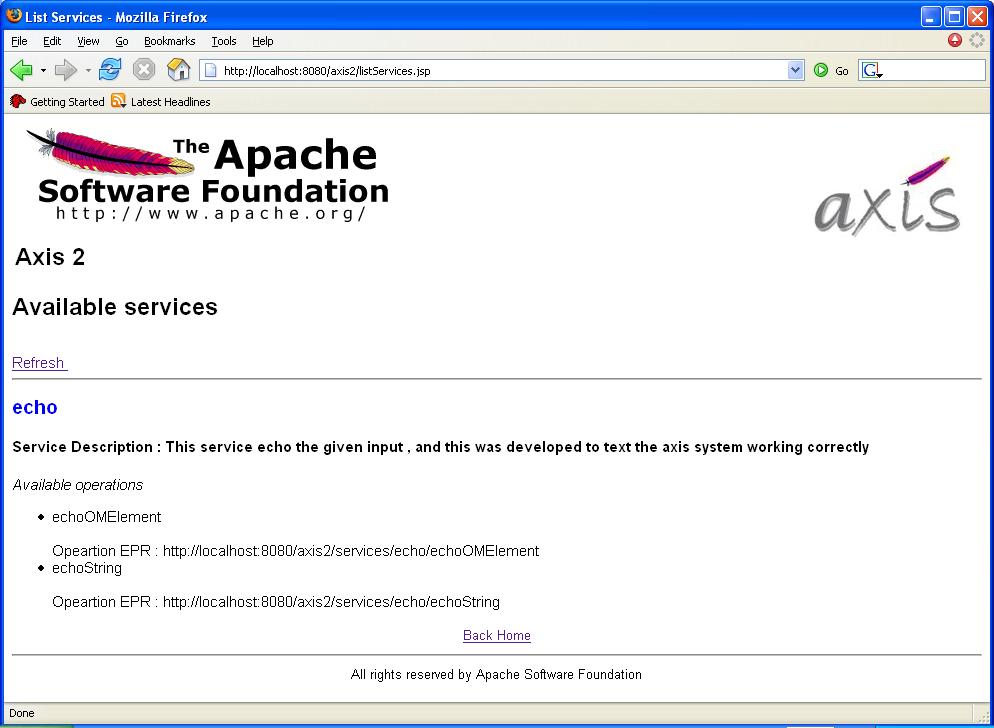 List Services - Mozilla Firefox
File Edit View Go Bookmarks Tools Help
http://localhost:8080/axis2/listServices.jsp Go G
Getting Started Latest Headlines
The Apache
Software Foundation
http://www.apache.org/
axis
Axis 2
Available services
Refresh
echo
Service Description : This service echo the given input , and this was developed to text the axis system working correctly
Available operations
echoOMElement
Opeartion EPR : http://localhost:8080/axis2/services/echo/echoOMElement
echoString
Opeartion EPR : http://localhost:8080/axis2/services/echo/echoString
Back Home
All rights reserved by Apache Software Foundation
Done